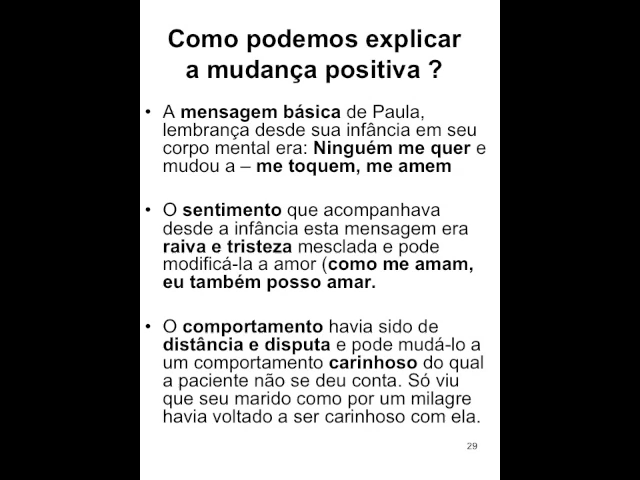 Como podemos explicar
a mudança positiva ?
• A mensagem básica de Paula,
lembrança desde sua infância em seu
corpo mental era: Ninguém me quer e
mudou a – me toquem, me amem
• O sentimento que acompanhava
desde a infância esta mensagem era
raiva e tristeza mesclada e pode
modificá-la a amor (como me amam,
eu também posso amar.
• O comportamento havia sido de
distância e disputa e pode mudá-lo a
um comportamento carinhoso do qual
a paciente não se deu conta. Só viu
que seu marido como por um milagre
havia voltado a ser carinhoso com ela.
29